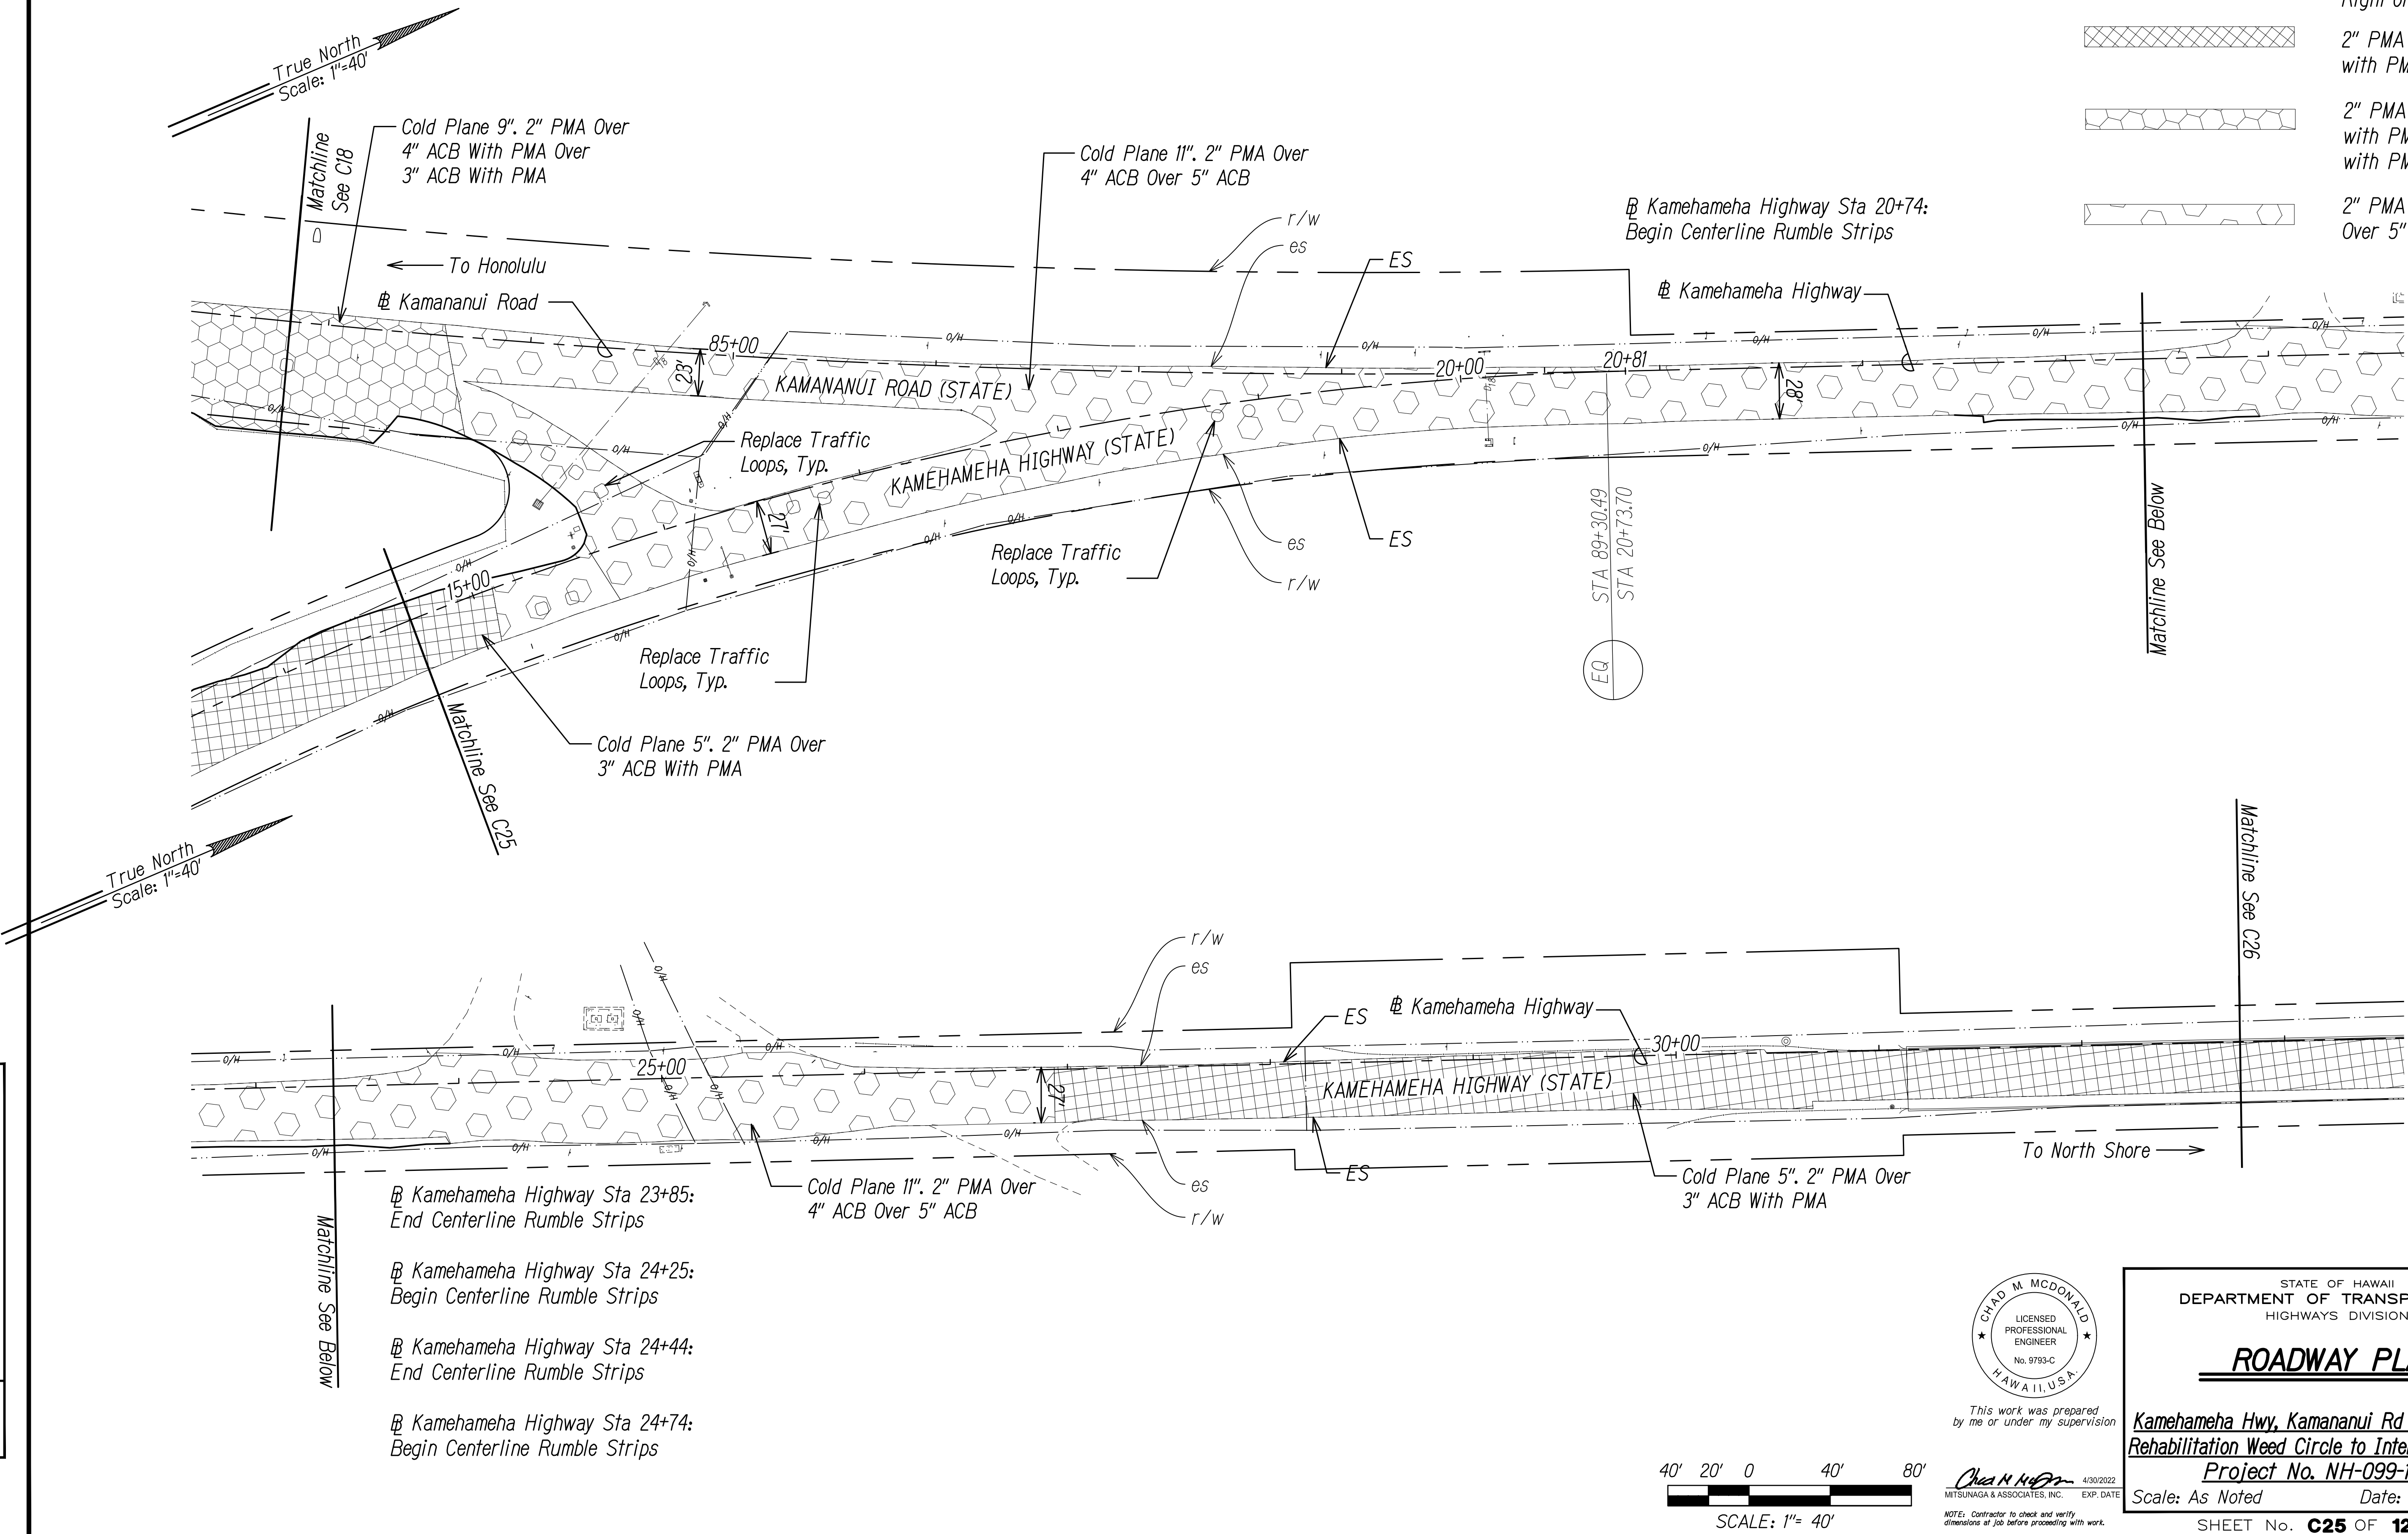 True North
Scale: 1"=40'
Matchline
See C18
Cold Plane 9". 2" PMA Over
4" ACB With PMA Over
3" ACB With PMA
Cold Plane 11". 2" PMA Over
4" ACB Over 5" ACB
2" PMA
with PM
2" PMA
with PM
with PM
2" PMA
Over 5"
r/w
es
ES
℄ Kamehameha Highway Sta 20+74:
Begin Centerline Rumble Strips
To Honolulu
℄ Kamananui Road
℄ Kamehameha Highway
O/H
O/H
O/H
O/H
O/H
85+00
23'
KAMANANUI ROAD (STATE)
20+00
20+81
28'
O/H
O/H
O/H
O/H
O/H
O/H
Replace Traffic
Loops, Typ.
KAMEHAMEHA HIGHWAY (STATE)
27'
O/H
O/H
O/H
O/H
15+00
O/H
O/H
Replace Traffic
Loops, Typ.
es
r/w
ES
STA 89+30.49
STA 20+73.70
EQ
Matchline See Below
Replace Traffic
Loops, Typ.
Cold Plane 5". 2" PMA Over
3" ACB With PMA
Matchline See C25
True North
Scale: 1"=40'
Matchline See C26
r/w
es
ES
℄ Kamehameha Highway
O/H
O/H
O/H
O/H
O/H
25+00
O/H
O/H
27'
30+00
KAMEHAMEHA HIGHWAY (STATE)
O/H
O/H
O/H
O/H
To North Shore
ES
es
r/w
Cold Plane 11". 2" PMA Over
4" ACB Over 5" ACB
Cold Plane 5". 2" PMA Over
3" ACB With PMA
Matchline See Below
℄ Kamehameha Highway Sta 23+85:
End Centerline Rumble Strips
℄ Kamehameha Highway Sta 24+25:
Begin Centerline Rumble Strips
℄ Kamehameha Highway Sta 24+44:
End Centerline Rumble Strips
℄ Kamehameha Highway Sta 24+74:
Begin Centerline Rumble Strips
40' 20' 0 40' 80'
SCALE: 1"= 40'
CHAD M. MCDONALD
LICENSED
PROFESSIONAL
ENGINEER
No. 9793-C
HAWAII, U.S.A.
This work was prepared
by me or under my supervision
4/30/2022
MITSUNAGA & ASSOCIATES, INC. EXP. DATE
NOTE: Contractor to check and verify
dimensions at job before proceeding with work.
STATE OF HAWAII
DEPARTMENT OF TRANSP
HIGHWAYS DIVISION
ROADWAY PL
Kamehameha Hwy, Kamananui Rd
Rehabilitation Weed Circle to Inte
Project No. NH-099-1
Scale: As Noted Date:
SHEET No. C25 OF 12